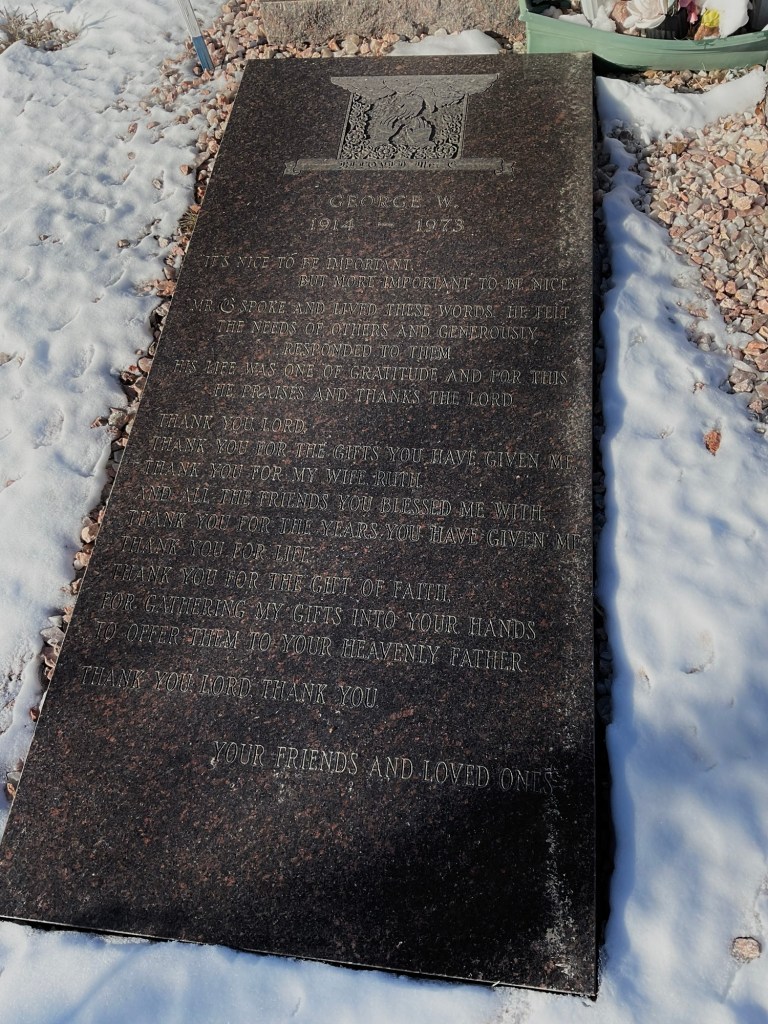 GEORGE W.
1914 — 1973
IT'S NICE TO BE IMPORTANT,
BUT MORE IMPORTANT TO BE NICE.
MR. G SPOKE AND LIVED THESE WORDS. HE FELT
THE NEEDS OF OTHERS AND GENEROUSLY
RESPONDED TO THEM.
HIS LIFE WAS ONE OF GRATITUDE AND FOR THIS
HE PRAISES AND THANKS THE LORD.
THANK YOU LORD,
THANK YOU FOR THE GIFTS YOU HAVE GIVEN ME,
THANK YOU FOR MY WIFE RUTH,
AND ALL THE FRIENDS YOU BLESSED ME WITH,
THANK YOU FOR THE YEARS YOU HAVE GIVEN ME
THANK YOU FOR LIFE.
THANK YOU FOR THE GIFT OF FAITH,
FOR GATHERING MY GIFTS INTO YOUR HANDS
TO OFFER THEM TO YOUR HEAVENLY FATHER.
THANK YOU LORD, THANK YOU.
YOUR FRIENDS AND LOVED ONES